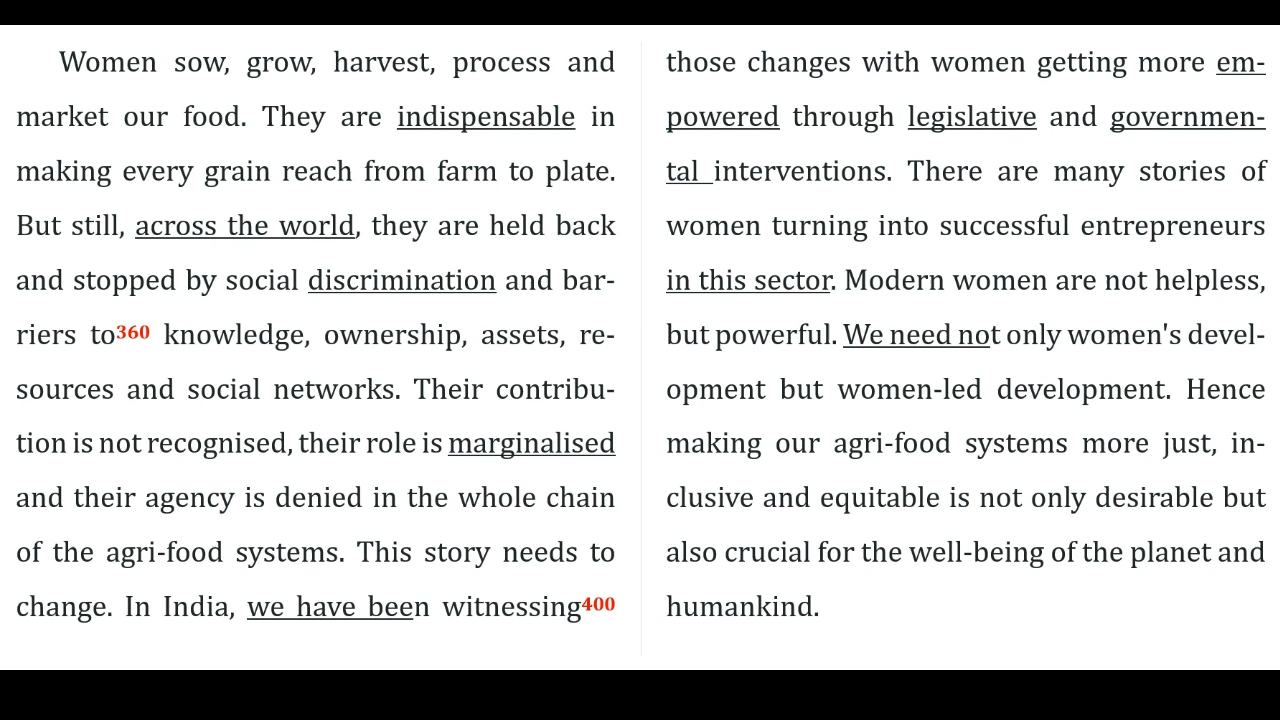 Women sow, grow, harvest, process and
market our food. They are indispensable in
making every grain reach from farm to plate.
But still, across the world, they are held back
and stopped by social discrimination and bar-
riers to360 knowledge, ownership, assets, re-
sources and social networks. Their contribu-
tion is not recognised, their role is marginalised
and their agency is denied in the whole chain
of the agri-food systems. This story needs to
change. In India, we have been witnessing400
those changes with women getting more em-
powered through legislative and governmen-
tal interventions. There are many stories of
women turning into successful entrepreneurs
in this sector. Modern women are not helpless,
but powerful. We need not only women's devel-
opment but women-led development. Hence
making our agri-food systems more just, in-
clusive and equitable is not only desirable but
also crucial for the well-being of the planet and
humankind.